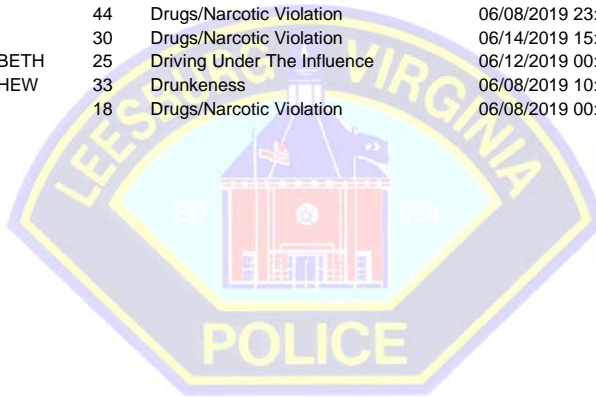 44 Drugs/Narcotic Violation 06/08/2019 23:
30 Drugs/Narcotic Violation 06/14/2019 15:
BETH 25 Driving Under The Influence 06/12/2019 00:
HEW 33 Drunkeness 06/08/2019 10:
18 Drugs/Narcotic Violation 06/08/2019 00:
LEESBURG VIRGINIA
EST 1758
POLICE